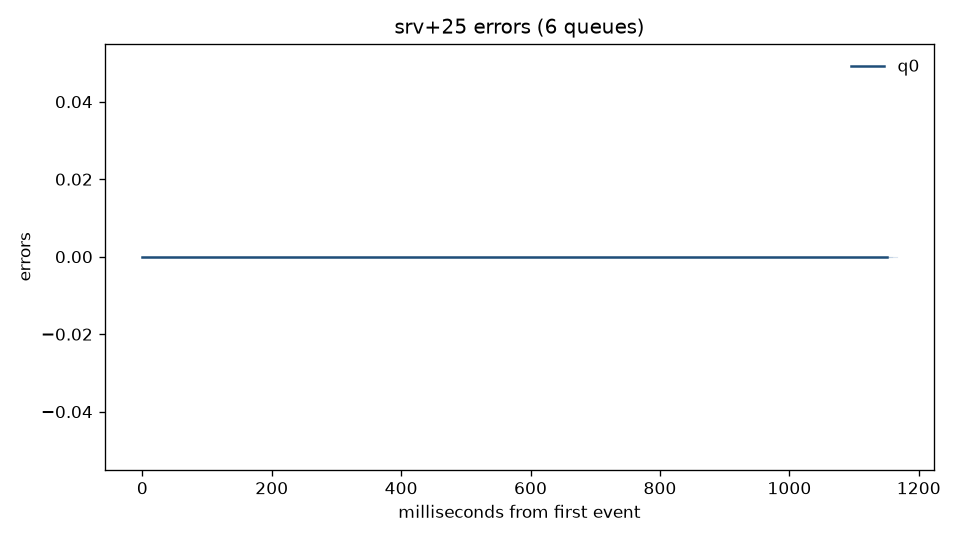 srv+25 errors (6 queues)
q0
0.04
0.02
0.00
−0.02
−0.04
errors
0 200 400 600 800 1000 1200
milliseconds from first event